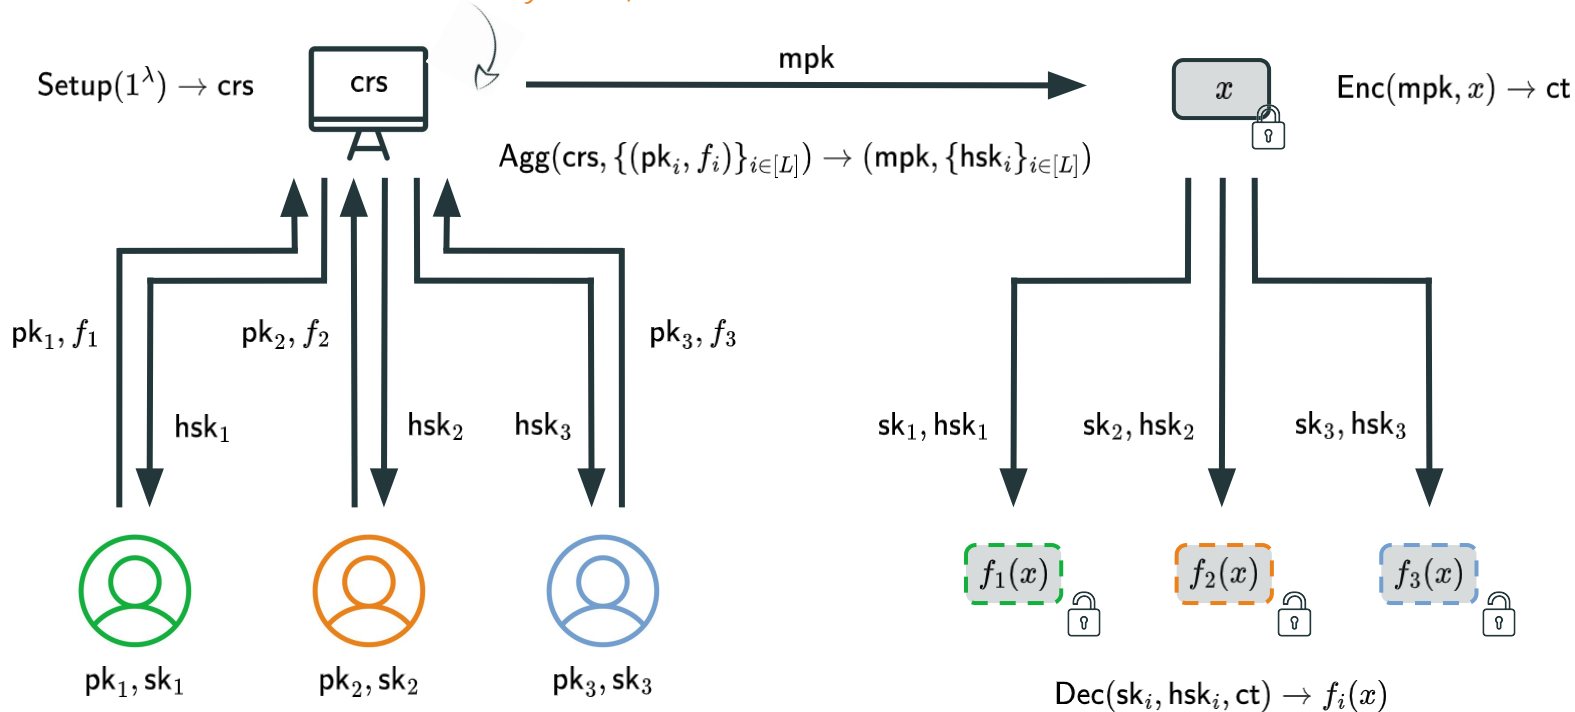 mpk
Setup(1^λ) → crs
crs
x
Enc(mpk, x) → ct
Agg(crs, {(pk_i, f_i)}_{i∈[L]}) → (mpk, {hsk_i}_{i∈[L]})
pk_1, f_1
pk_2, f_2
pk_3, f_3
hsk_1
hsk_2
hsk_3
sk_1, hsk_1
sk_2, hsk_2
sk_3, hsk_3
f_1(x)
f_2(x)
f_3(x)
pk_1, sk_1
pk_2, sk_2
pk_3, sk_3
Dec(sk_i, hsk_i, ct) → f_i(x)